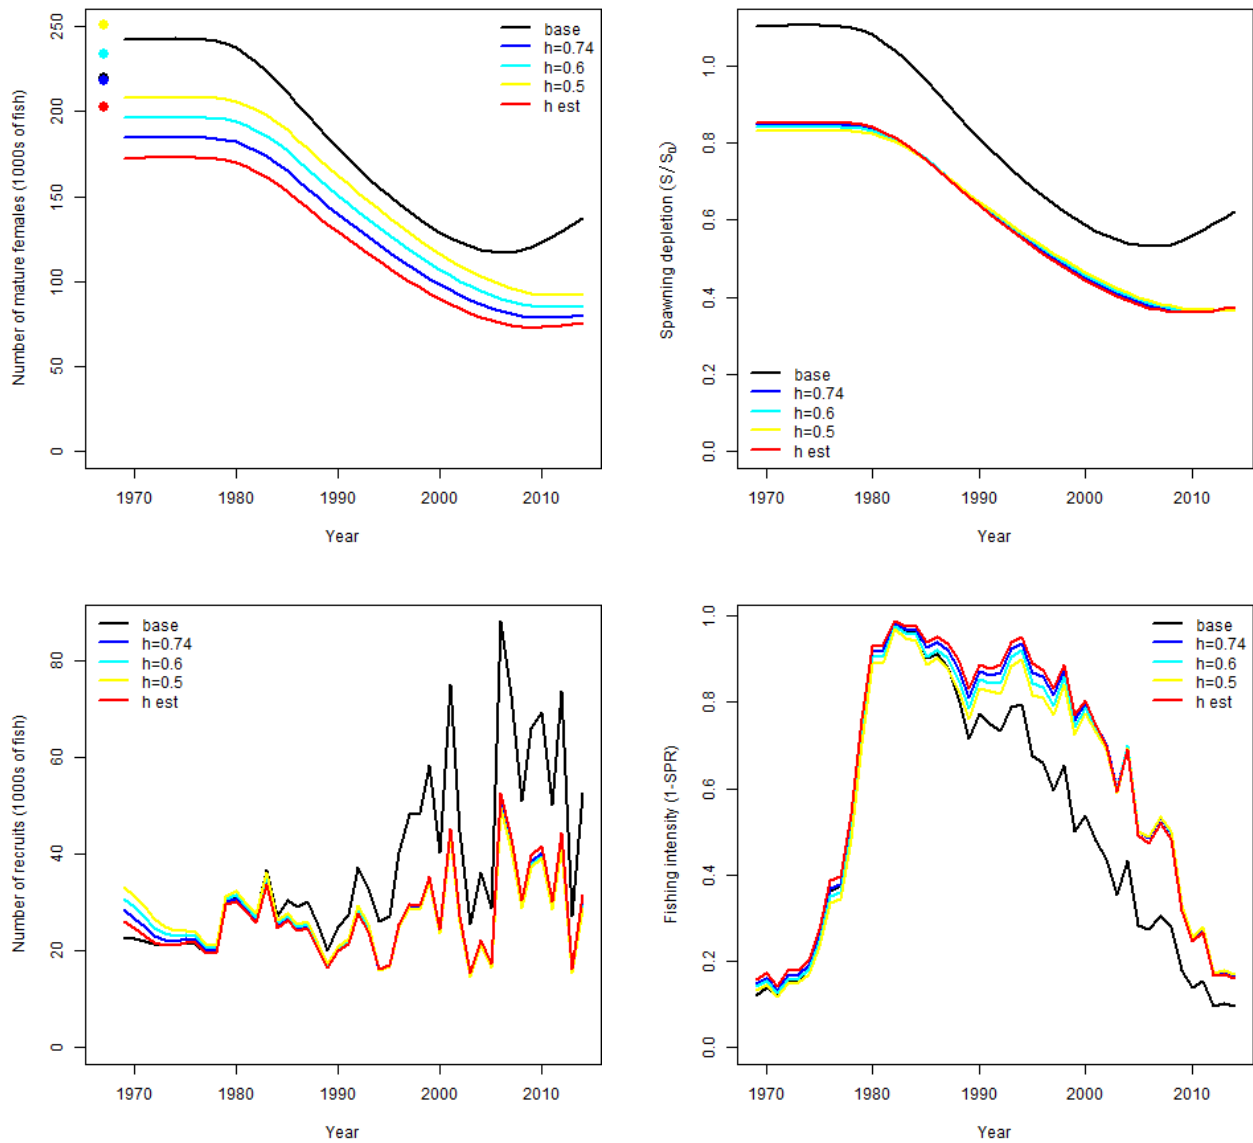 Number of mature females (1000s of fish)
250
200
150
100
50
0
base
h=0.74
h=0.6
h=0.5
h est
1970 1980 1990 2000 2010
Year
Spawning depletion (S/S0)
1.0
0.8
0.6
0.4
0.2
0.0
base
h=0.74
h=0.6
h=0.5
h est
1970 1980 1990 2000 2010
Year
Number of recruits (1000s of fish)
80
60
40
20
0
base
h=0.74
h=0.6
h=0.5
h est
1970 1980 1990 2000 2010
Year
Fishing intensity (1-SPR)
1.0
0.8
0.6
0.4
0.2
0.0
base
h=0.74
h=0.6
h=0.5
h est
1970 1980 1990 2000 2010
Year